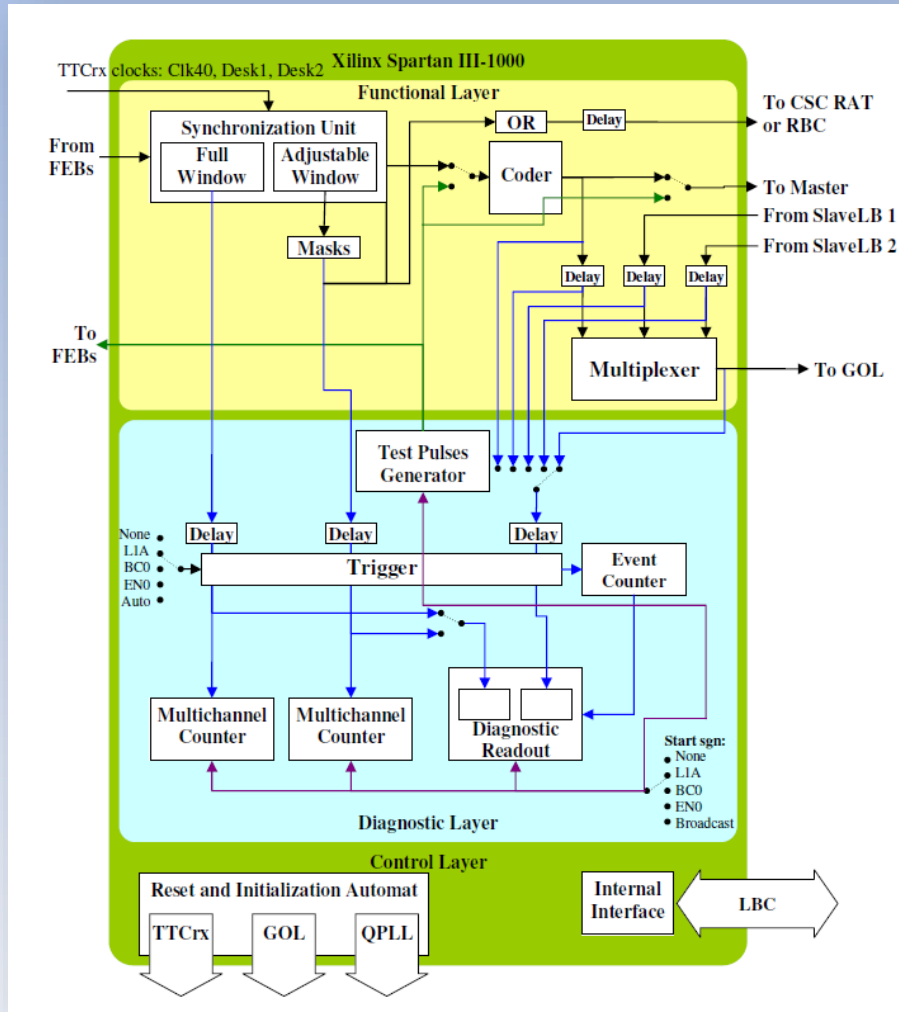 Xilinx Spartan III-1000
TTCrx clocks: Clk40, Desk1, Desk2
Functional Layer
Synchronization Unit
Full
Window
Adjustable
Window
OR
Delay
To CSC RAT
or RBC
From
FEBs
Coder
To Master
From SlaveLB 1
From SlaveLB 2
Masks
Delay
Delay
Delay
To
FEBs
Multiplexer
To GOL
Test Pulses
Generator
Delay
Delay
Delay
None
L1A
BC0
EN0
Auto
Trigger
Event
Counter
Multichannel
Counter
Multichannel
Counter
Diagnostic
Readout
Start sgn:
None
L1A
BC0
EN0
Broadcast
Diagnostic Layer
Control Layer
Reset and Initialization Automat
TTCrx
GOL
QPLL
Internal
Interface
LBC